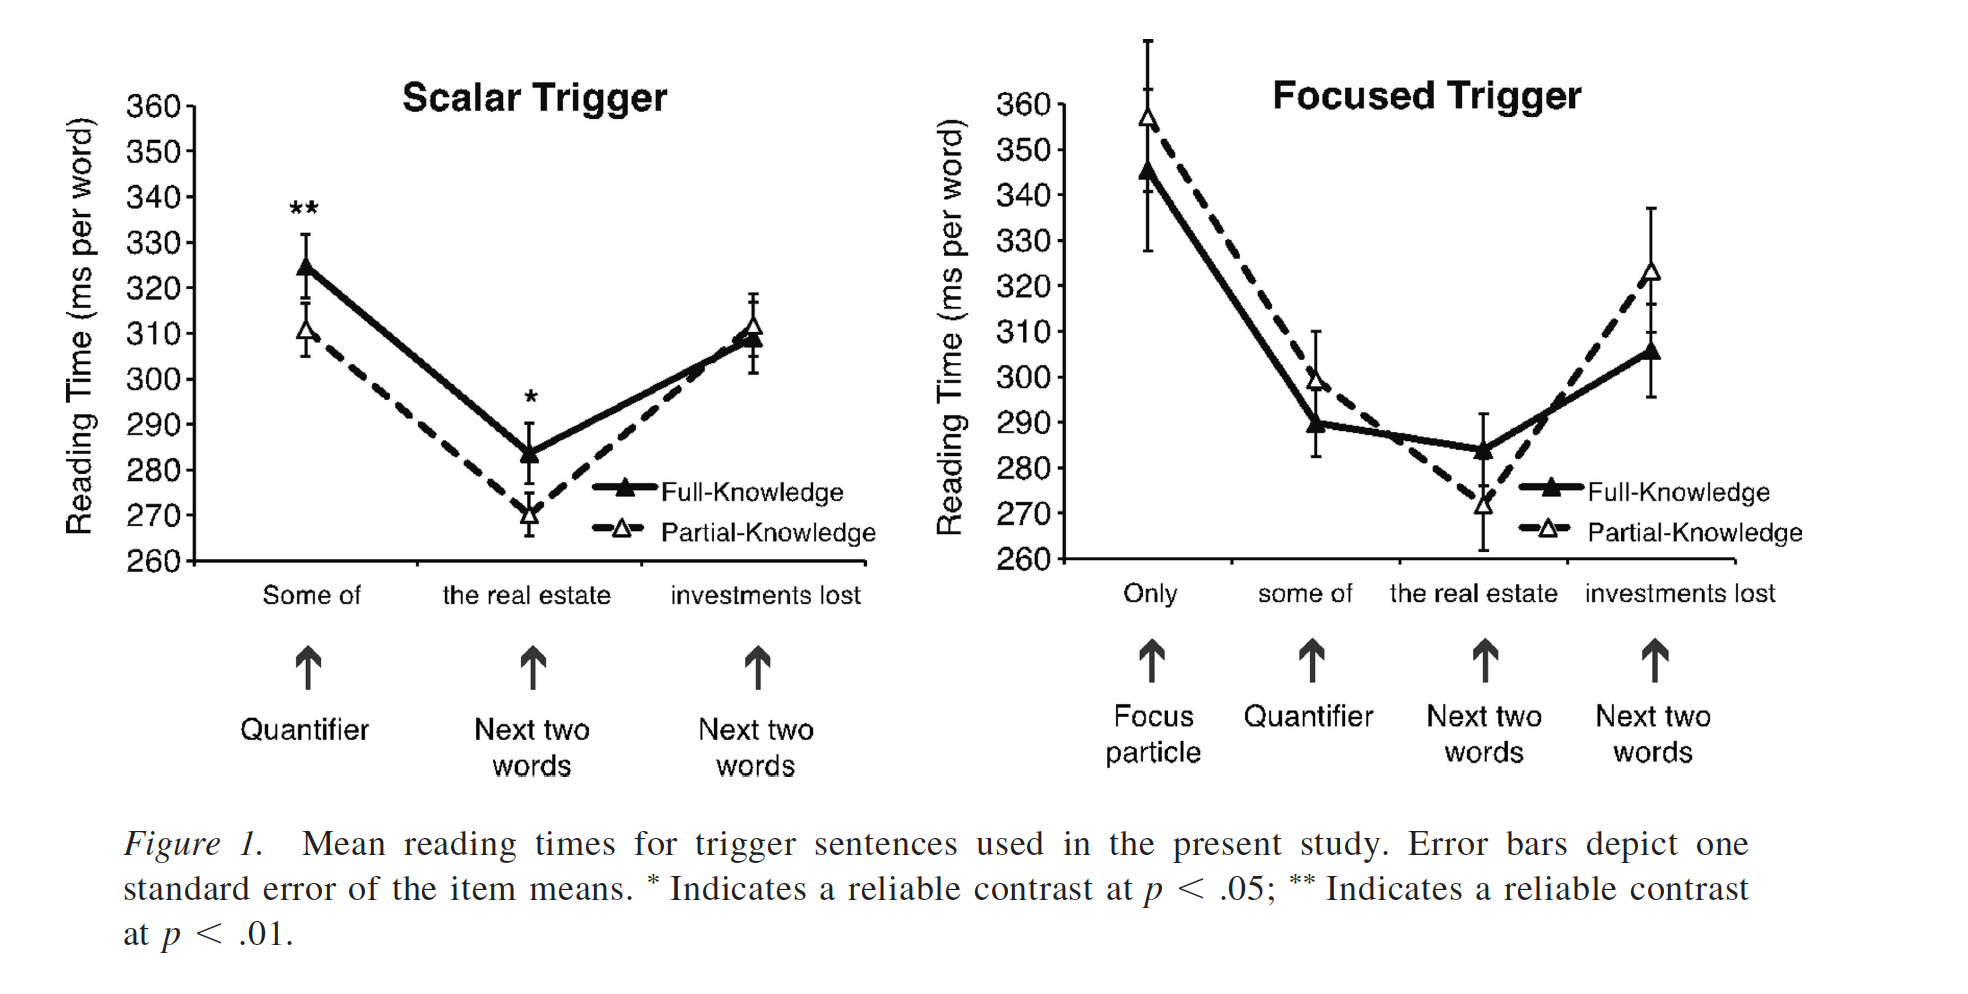 Scalar Trigger
Reading Time (ms per word)
360
350
340
330
320
310
300
290
280
270
260
**
*
Full-Knowledge
Partial-Knowledge
Some of
the real estate
investments lost
Quantifier
Next two
words
Next two
words
Focused Trigger
Reading Time (ms per word)
360
350
340
330
320
310
300
290
280
270
260
Full-Knowledge
Partial-Knowledge
Only
some of
the real estate
investments lost
Focus
particle
Quantifier
Next two
words
Next two
words
Figure 1. Mean reading times for trigger sentences used in the present study. Error bars depict one
standard error of the item means. * Indicates a reliable contrast at p < .05; ** Indicates a reliable contrast
at p < .01.